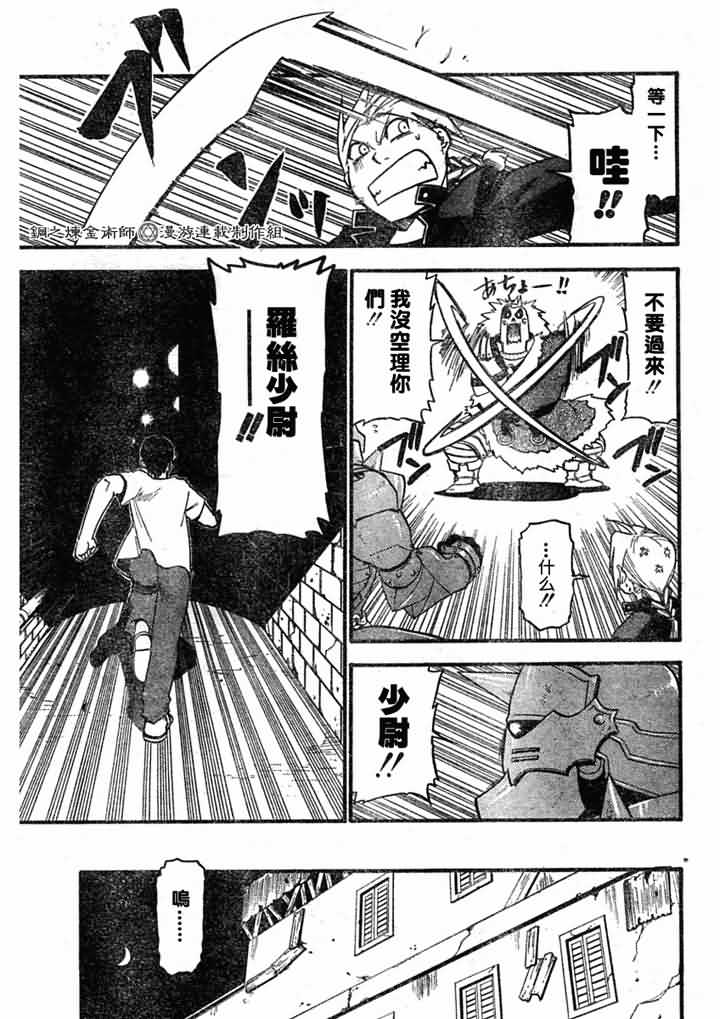 等一下…
哇!!
鋼之煉金術師 漫游連載制作組
不要過來!!
あちょー!!
我沒空理你
們!!
…什么!!
羅絲少尉
——!!
少尉!!
嗚……